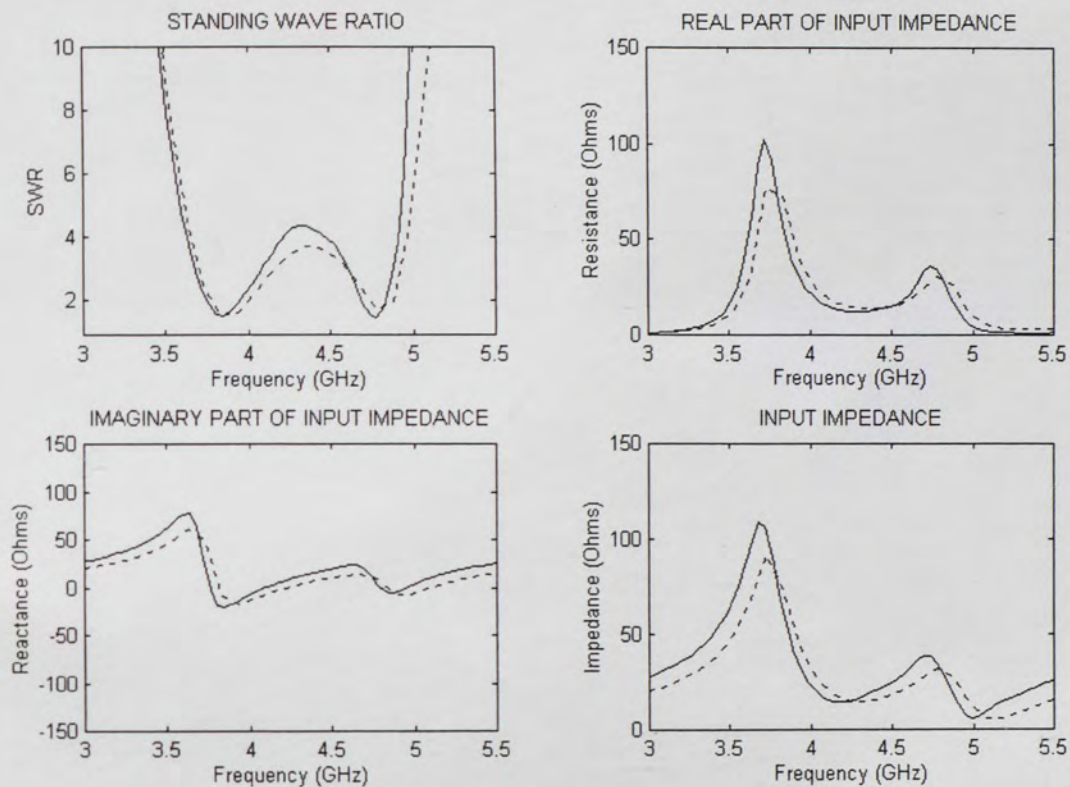 STANDING WAVE RATIO
10
8
6
4
2
SWR
3 3.5 4 4.5 5 5.5
Frequency (GHz)
REAL PART OF INPUT IMPEDANCE
150
100
50
0
Resistance (Ohms)
3 3.5 4 4.5 5 5.5
Frequency (GHz)
IMAGINARY PART OF INPUT IMPEDANCE
150
100
50
0
-50
-100
-150
Reactance (Ohms)
3 3.5 4 4.5 5 5.5
Frequency (GHz)
INPUT IMPEDANCE
150
100
50
0
Impedance (Ohms)
3 3.5 4 4.5 5 5.5
Frequency (GHz)